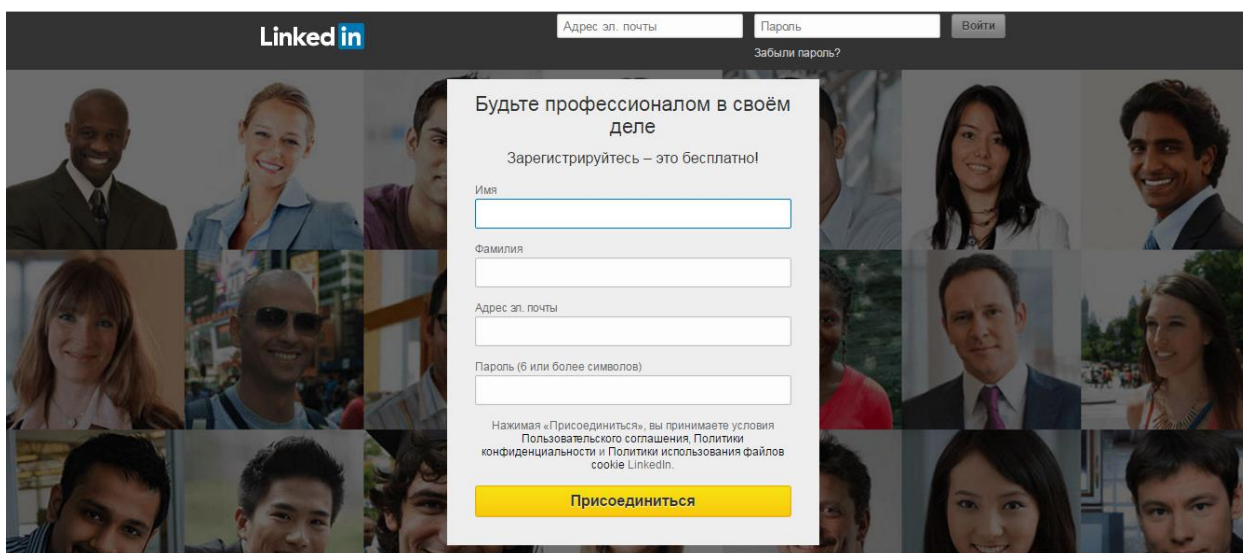 Linked in
Адрес эл. почты
Пароль
Войти
Забыли пароль?
Будьте профессионалом в своём
деле
Зарегистрируйтесь – это бесплатно!
Имя
Фамилия
Адрес эл. почты
Пароль (6 или более символов)
Нажимая «Присоединиться», вы принимаете условия
Пользовательского соглашения, Политики
конфиденциальности и Политики использования файлов
cookie LinkedIn.
Присоединиться